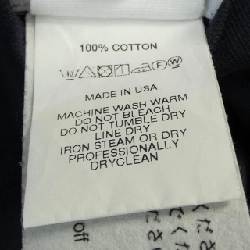 100% COTTON
MADE IN USA
MACHINE WASH WARM
DO NOT BLEACH
DO NOT TUMBLE DRY
LINE DRY
IRON STEAM OR DRY
PROFESSIONALLY
DRYCLEAN
off